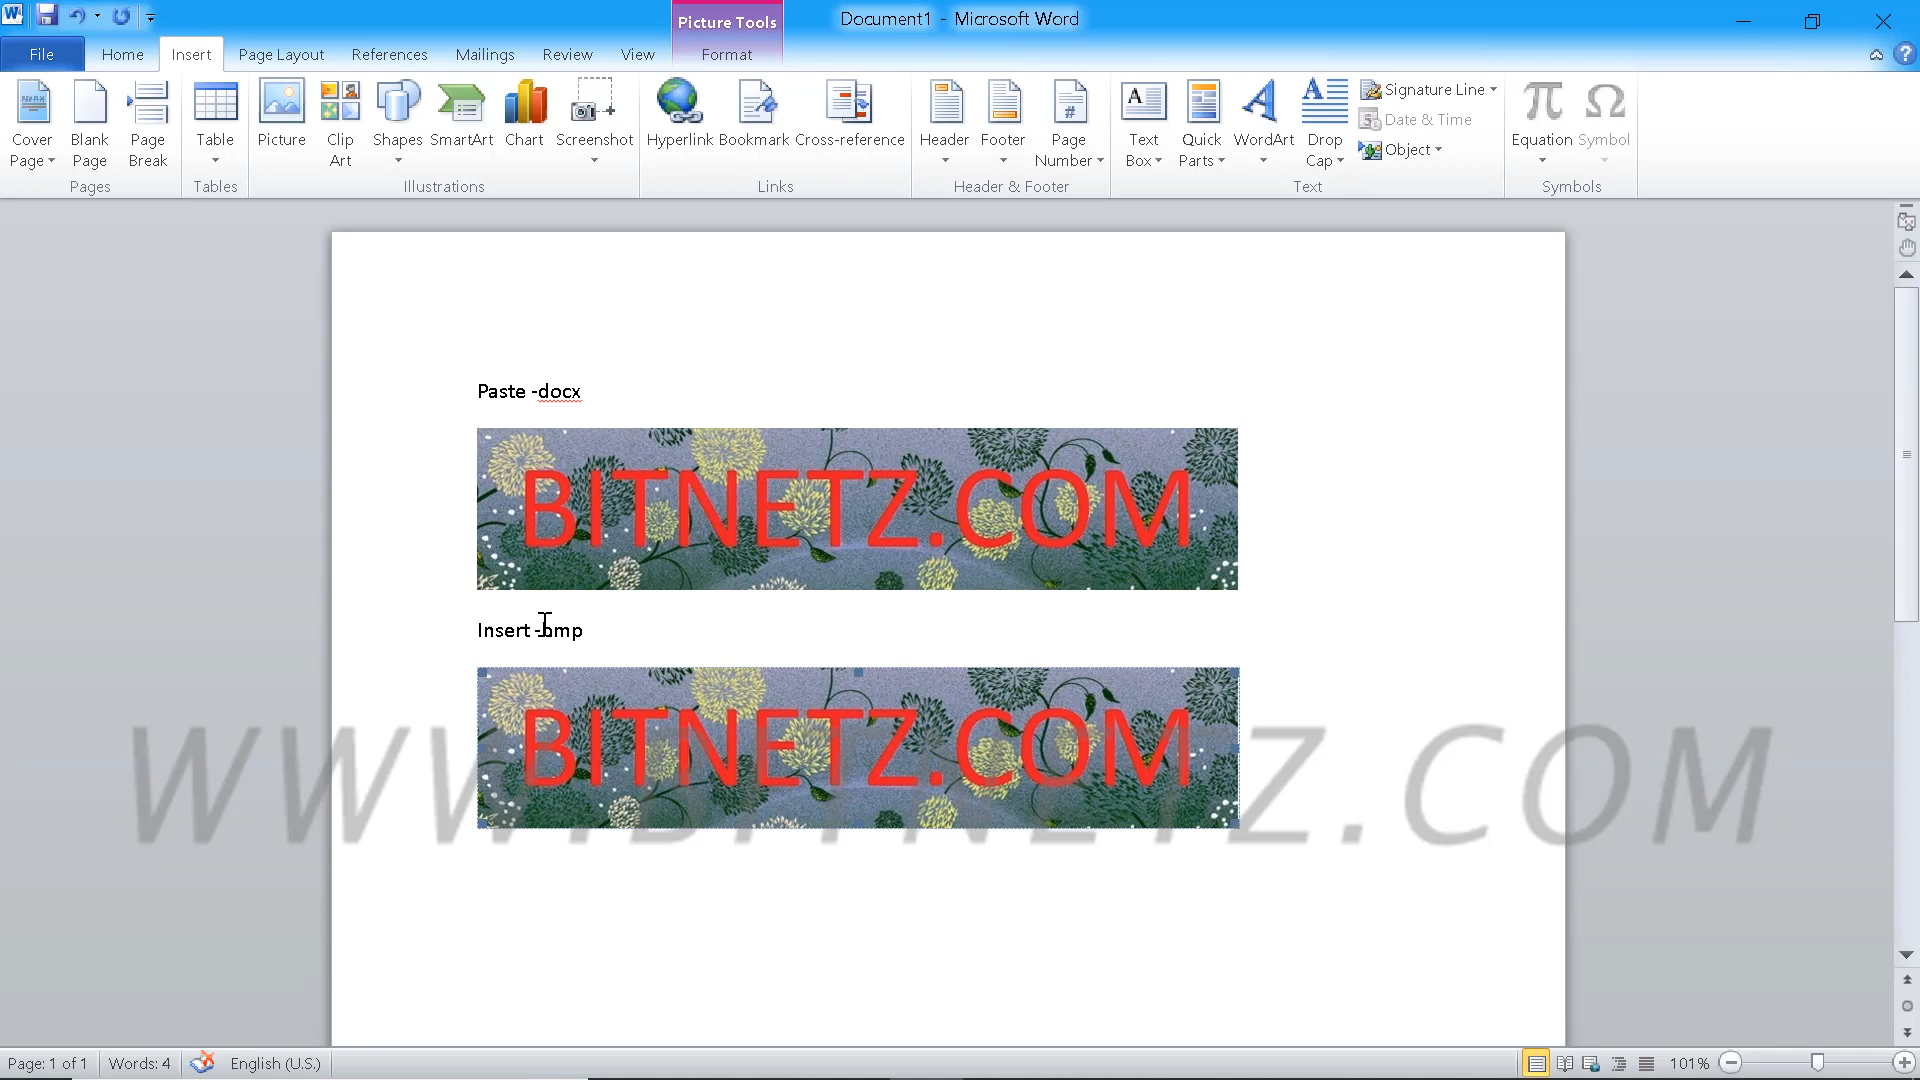 Picture Tools
Document1 - Microsoft Word
File Home Insert Page Layout References Mailings Review View Format
Cover Page
Blank Page
Page Break
Table
Picture
Clip Art
Shapes
SmartArt
Chart
Screenshot
Hyperlink
Bookmark
Cross-reference
Header
Footer
Page Number
Text Box
Quick Parts
WordArt
Drop Cap
Signature Line
Date & Time
Object
Equation
Symbol
Pages
Tables
Illustrations
Links
Header & Footer
Text
Symbols
Paste -docx
BITNETZ.COM
Insert -bmp
BITNETZ.COM
WWW.BITNETZ.COM
Page: 1 of 1 Words: 4 English (U.S.) 101%